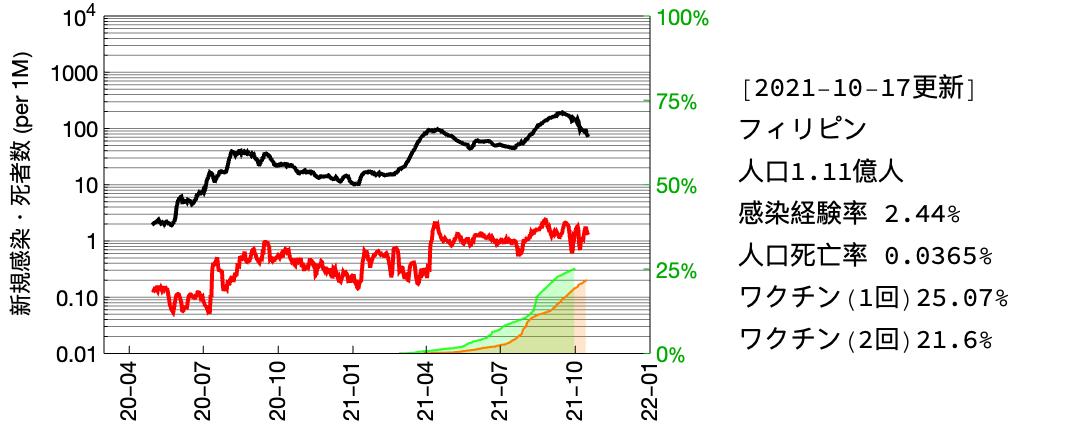 新規感染・死者数 (per 1M)
10^4
1000
100
10
1
0.10
0.01
100%
75%
50%
25%
0%
20-04
20-07
20-10
21-01
21-04
21-07
21-10
22-01
[2021-10-17更新]
フィリピン
人口1.11億人
感染経験率 2.44%
人口死亡率 0.0365%
ワクチン(1回)25.07%
ワクチン(2回)21.6%